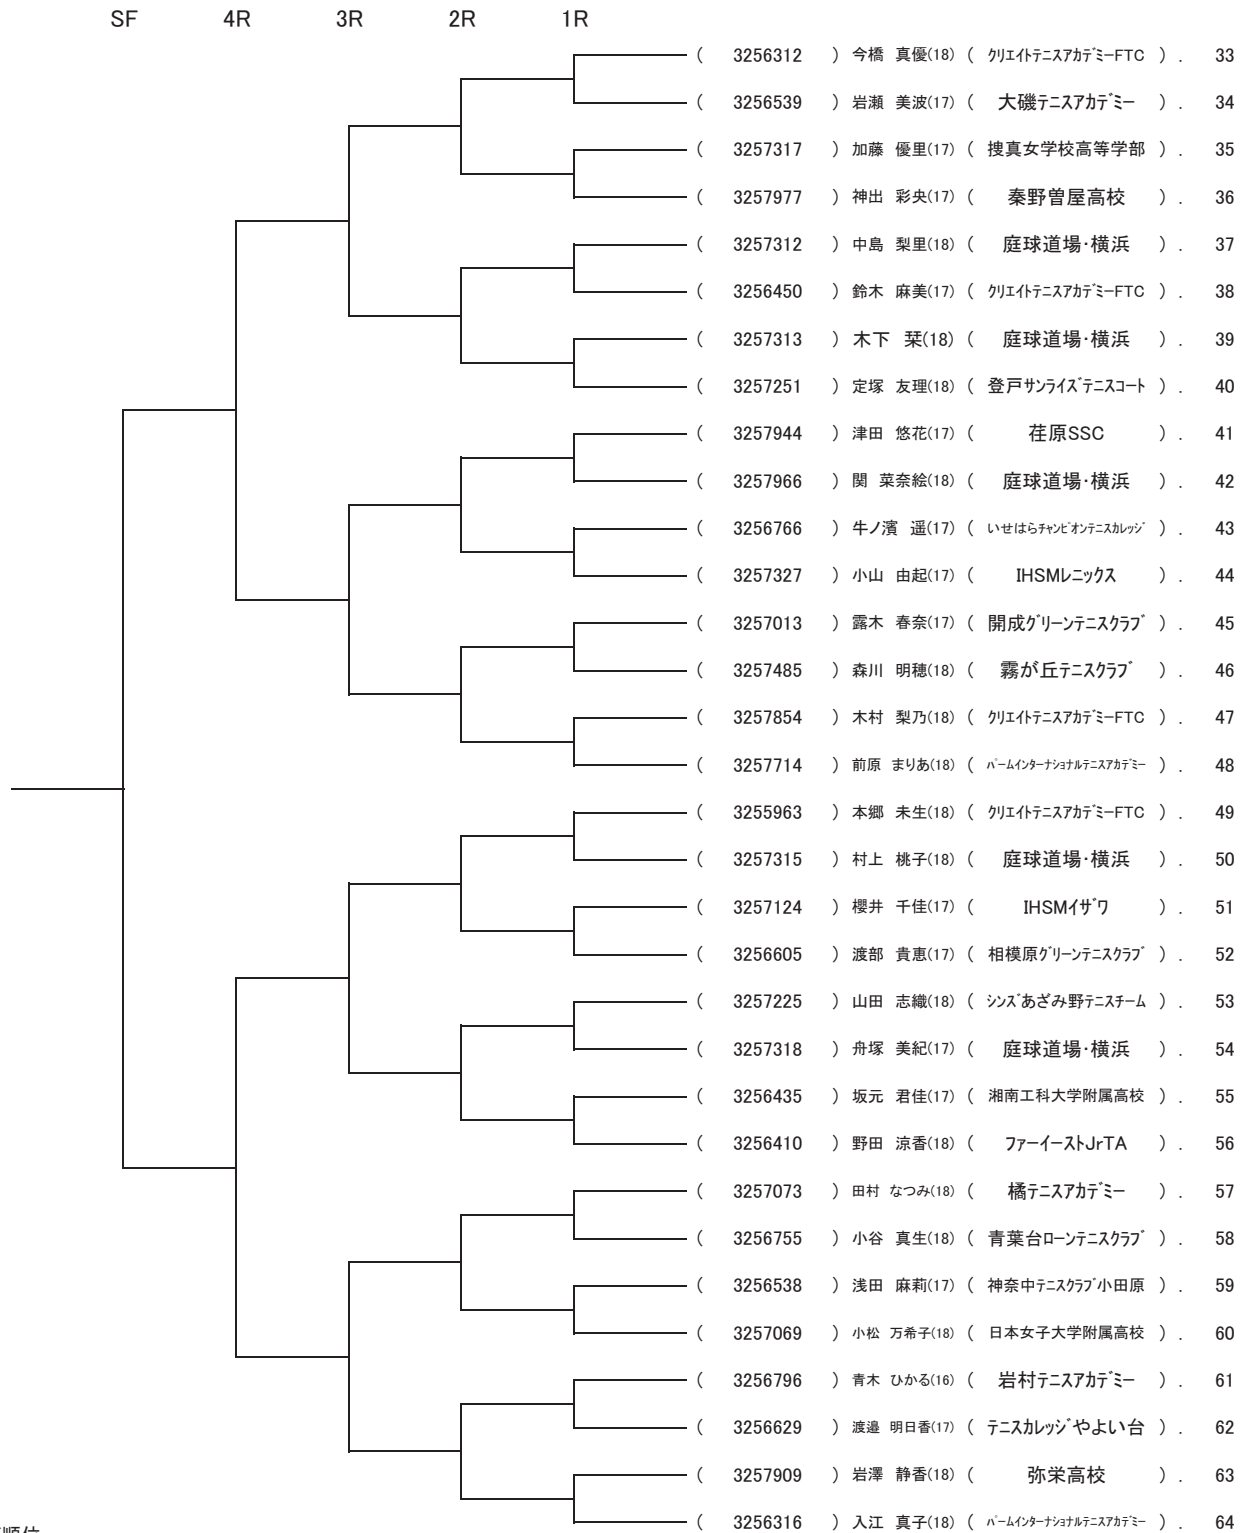 SF 4R 3R 2R 1R
( 3256312 ) 今橋 真優(18) ( ｸﾘｴｲﾄﾃﾆｽｱｶﾃﾞﾐｰFTC ) . 33
( 3256539 ) 岩瀬 美波(17) ( 大磯ﾃﾆｽｱｶﾃﾞﾐｰ ) . 34
( 3257317 ) 加藤 優里(17) ( 捜真女学校高等学部 ) . 35
( 3257977 ) 神出 彩央(17) ( 秦野曽屋高校 ) . 36
( 3257312 ) 中島 梨里(18) ( 庭球道場･横浜 ) . 37
( 3256450 ) 鈴木 麻美(17) ( ｸﾘｴｲﾄﾃﾆｽｱｶﾃﾞﾐｰFTC ) . 38
( 3257313 ) 木下 栞(18) ( 庭球道場･横浜 ) . 39
( 3257251 ) 定塚 友理(18) ( 登戸ｻﾝﾗｲｽﾞﾃﾆｽｺｰﾄ ) . 40
( 3257944 ) 津田 悠花(17) ( 荏原SSC ) . 41
( 3257966 ) 関 菜奈絵(18) ( 庭球道場･横浜 ) . 42
( 3256766 ) 牛ノ濱 遥(17) ( いせはらﾁｬﾝﾋﾟｵﾝﾃﾆｽｶﾚｯｼﾞ ) . 43
( 3257327 ) 小山 由起(17) ( IHSMﾚﾆｯｸｽ ) . 44
( 3257013 ) 露木 春奈(17) ( 開成ｸﾞﾘｰﾝﾃﾆｽｸﾗﾌﾞ ) . 45
( 3257485 ) 森川 明穂(18) ( 霧が丘ﾃﾆｽｸﾗﾌﾞ ) . 46
( 3257854 ) 木村 梨乃(18) ( ｸﾘｴｲﾄﾃﾆｽｱｶﾃﾞﾐｰFTC ) . 47
( 3257714 ) 前原 まりあ(18) ( ﾊﾟｰﾑｲﾝﾀｰﾅｼｮﾅﾙﾃﾆｽｱｶﾃﾞﾐｰ ) . 48
( 3255963 ) 本郷 未生(18) ( ｸﾘｴｲﾄﾃﾆｽｱｶﾃﾞﾐｰFTC ) . 49
( 3257315 ) 村上 桃子(18) ( 庭球道場･横浜 ) . 50
( 3257124 ) 櫻井 千佳(17) ( IHSMｲｻﾞﾜ ) . 51
( 3256605 ) 渡部 貴恵(17) ( 相模原ｸﾞﾘｰﾝﾃﾆｽｸﾗﾌﾞ ) . 52
( 3257225 ) 山田 志織(18) ( ｼﾝｽﾞあざみ野ﾃﾆｽﾁｰﾑ ) . 53
( 3257318 ) 舟塚 美紀(17) ( 庭球道場･横浜 ) . 54
( 3256435 ) 坂元 君佳(17) ( 湘南工科大学附属高校 ) . 55
( 3256410 ) 野田 涼香(18) ( ﾌｧｰｲｰｽﾄJrTA ) . 56
( 3257073 ) 田村 なつみ(18) ( 橘ﾃﾆｽｱｶﾃﾞﾐｰ ) . 57
( 3256755 ) 小谷 真生(18) ( 青葉台ﾛｰﾝﾃﾆｽｸﾗﾌﾞ ) . 58
( 3256538 ) 浅田 麻莉(17) ( 神奈中ﾃﾆｽｸﾗﾌﾞ小田原 ) . 59
( 3257069 ) 小松 万希子(18) ( 日本女子大学附属高校 ) . 60
( 3256796 ) 青木 ひかる(16) ( 岩村ﾃﾆｽｱｶﾃﾞﾐｰ ) . 61
( 3256629 ) 渡邉 明日香(17) ( ﾃﾆｽｶﾚｯｼﾞやよい台 ) . 62
( 3257909 ) 岩澤 静香(18) ( 弥栄高校 ) . 63
( 3256316 ) 入江 真子(18) ( ﾊﾟｰﾑｲﾝﾀｰﾅｼｮﾅﾙﾃﾆｽｱｶﾃﾞﾐｰ ) . 64
順位